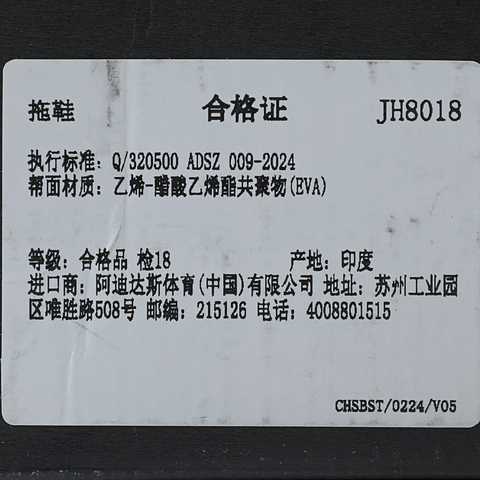 拖鞋 合格证 JH8018
执行标准: Q/320500 ADSZ 009-2024
帮面材质: 乙烯-醋酸乙烯酯共聚物(EVA)
等级: 合格品 检18 产地: 印度
进口商: 阿迪达斯体育(中国)有限公司 地址: 苏州工业园
区唯胜路508号 邮编: 215126 电话: 4008801515
CHSBST/0224/V05